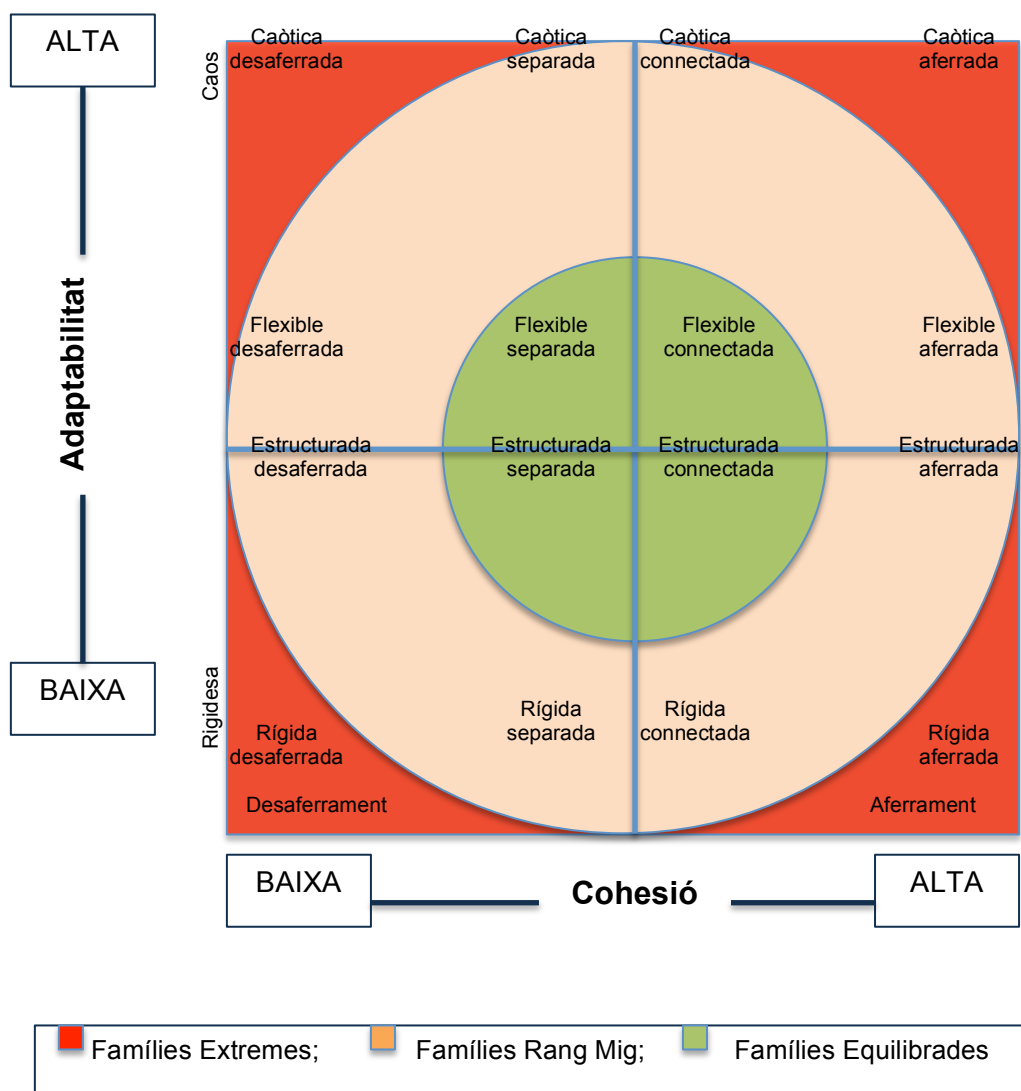 ALTA
Caos
Caòtica
desaferrada
Caòtica
separada
Caòtica
connectada
Caòtica
aferrada
Adaptabilitat
Flexible
desaferrada
Flexible
separada
Flexible
connectada
Flexible
aferrada
Estructurada
desaferrada
Estructurada
separada
Estructurada
connectada
Estructurada
aferrada
BAIXA
Rigidesa
Rígida
desaferrada
Rígida
separada
Rígida
connectada
Rígida
aferrada
Desaferrament
Aferrament
BAIXA
Cohesió
ALTA
Famílies Extremes;
Famílies Rang Mig;
Famílies Equilibrades